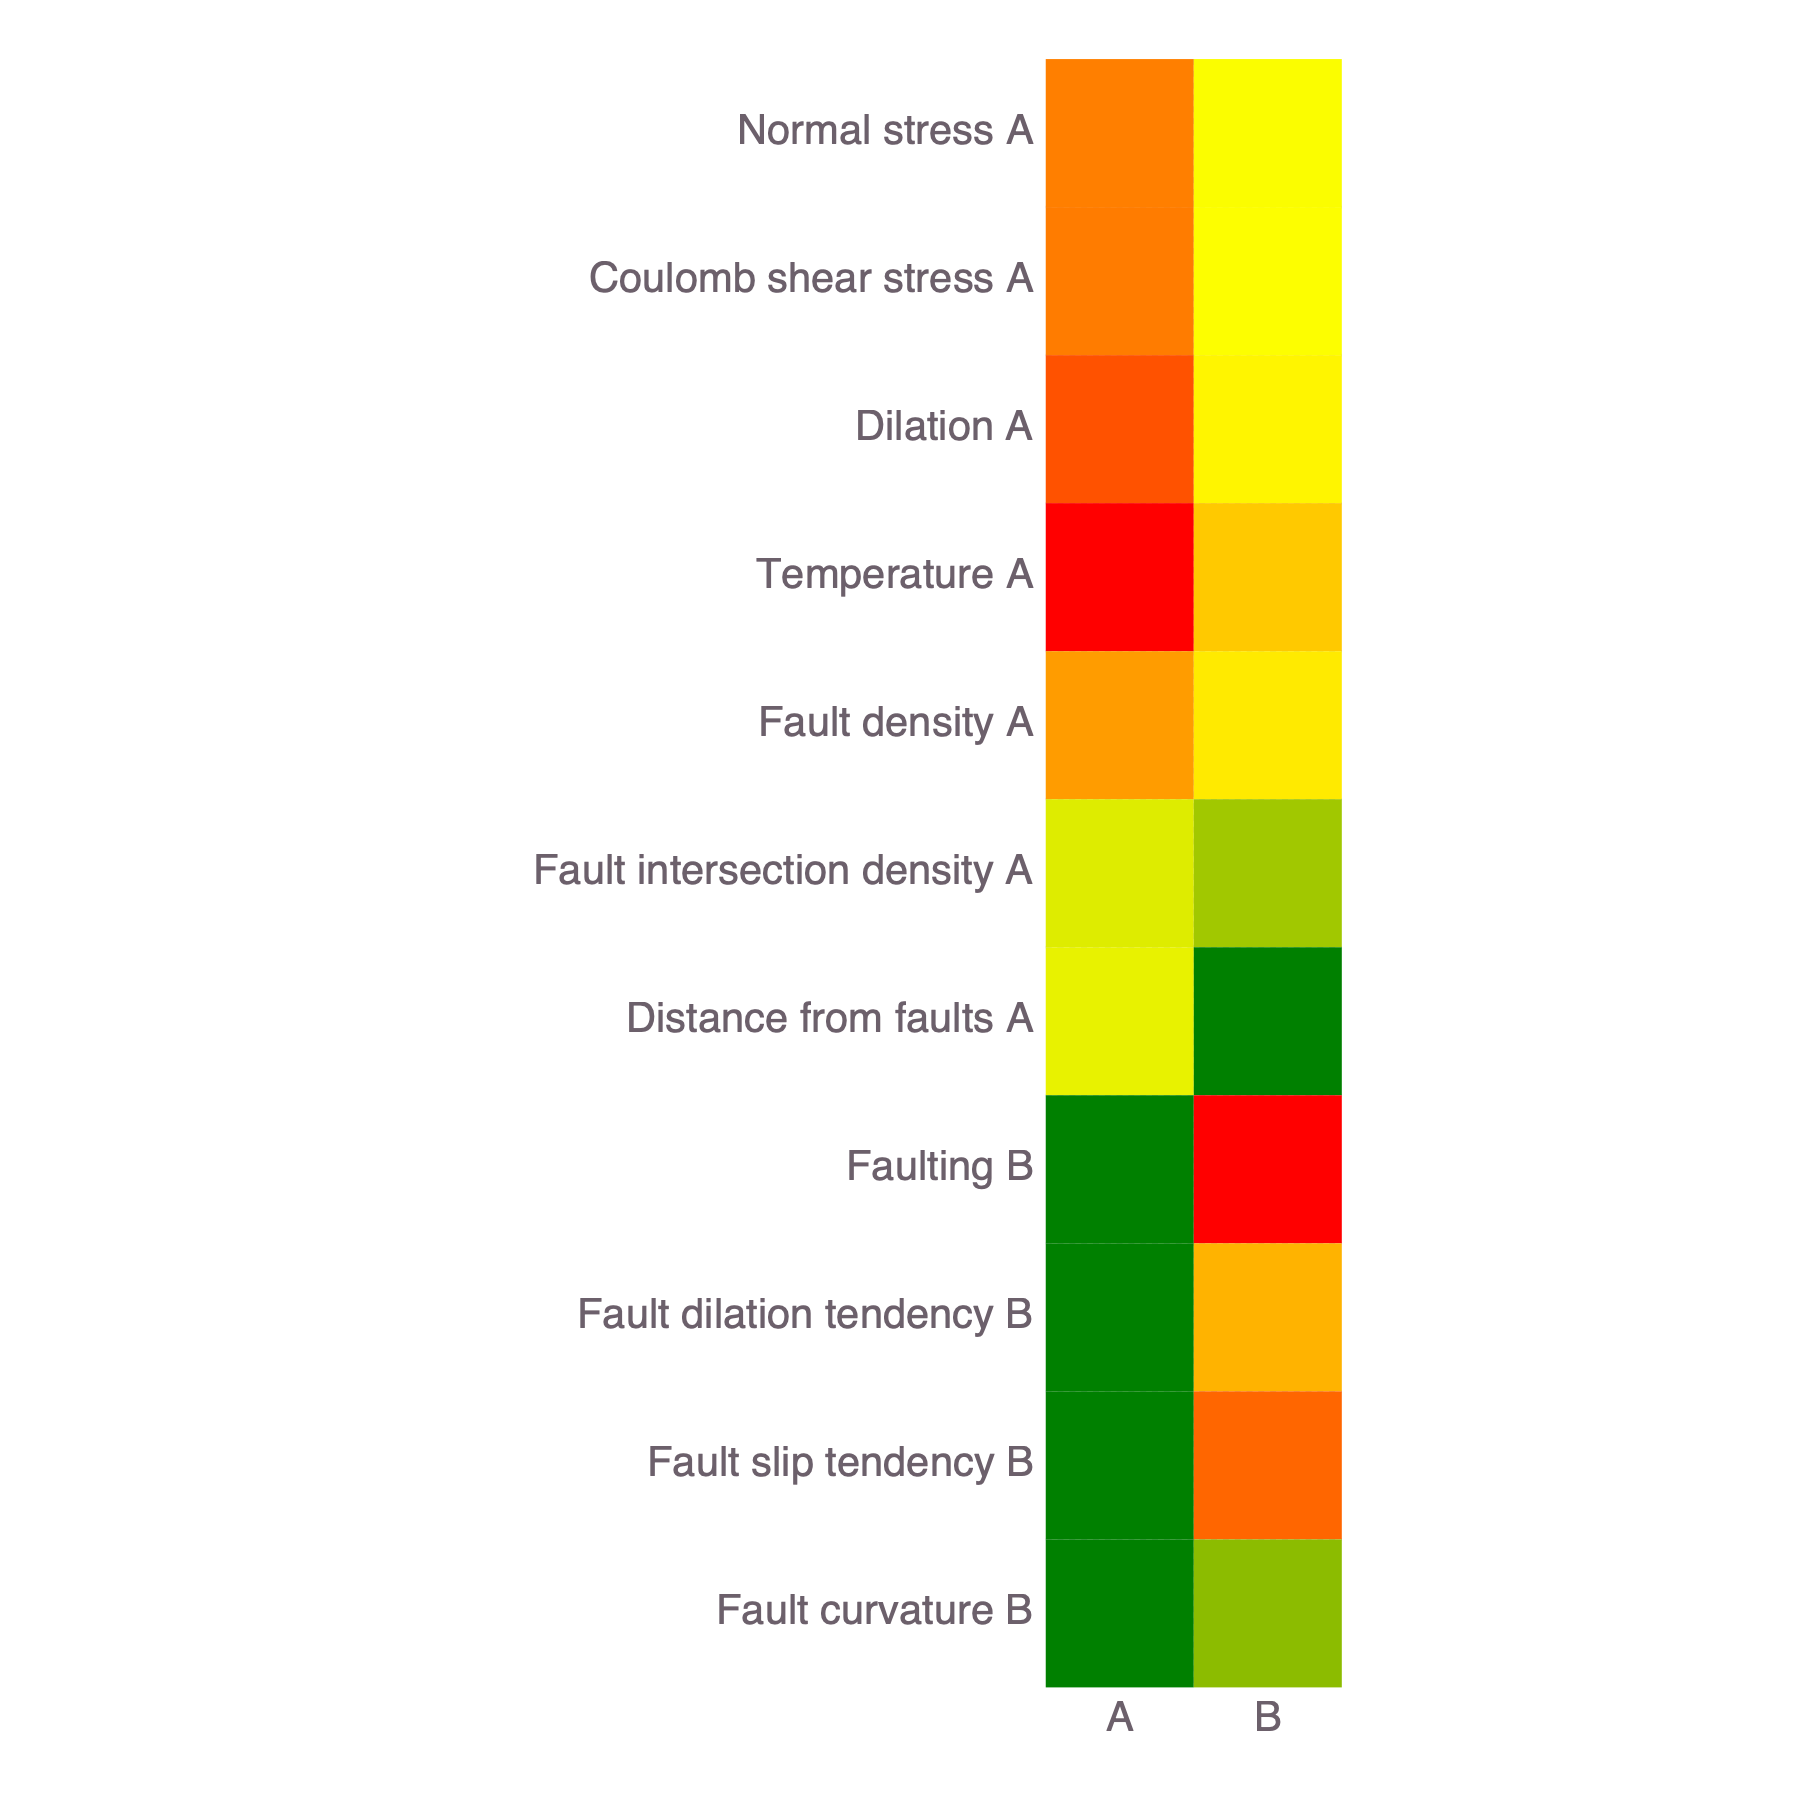 Normal stress A
Coulomb shear stress A
Dilation A
Temperature A
Fault density A
Fault intersection density A
Distance from faults A
Faulting B
Fault dilation tendency B
Fault slip tendency B
Fault curvature B
A B